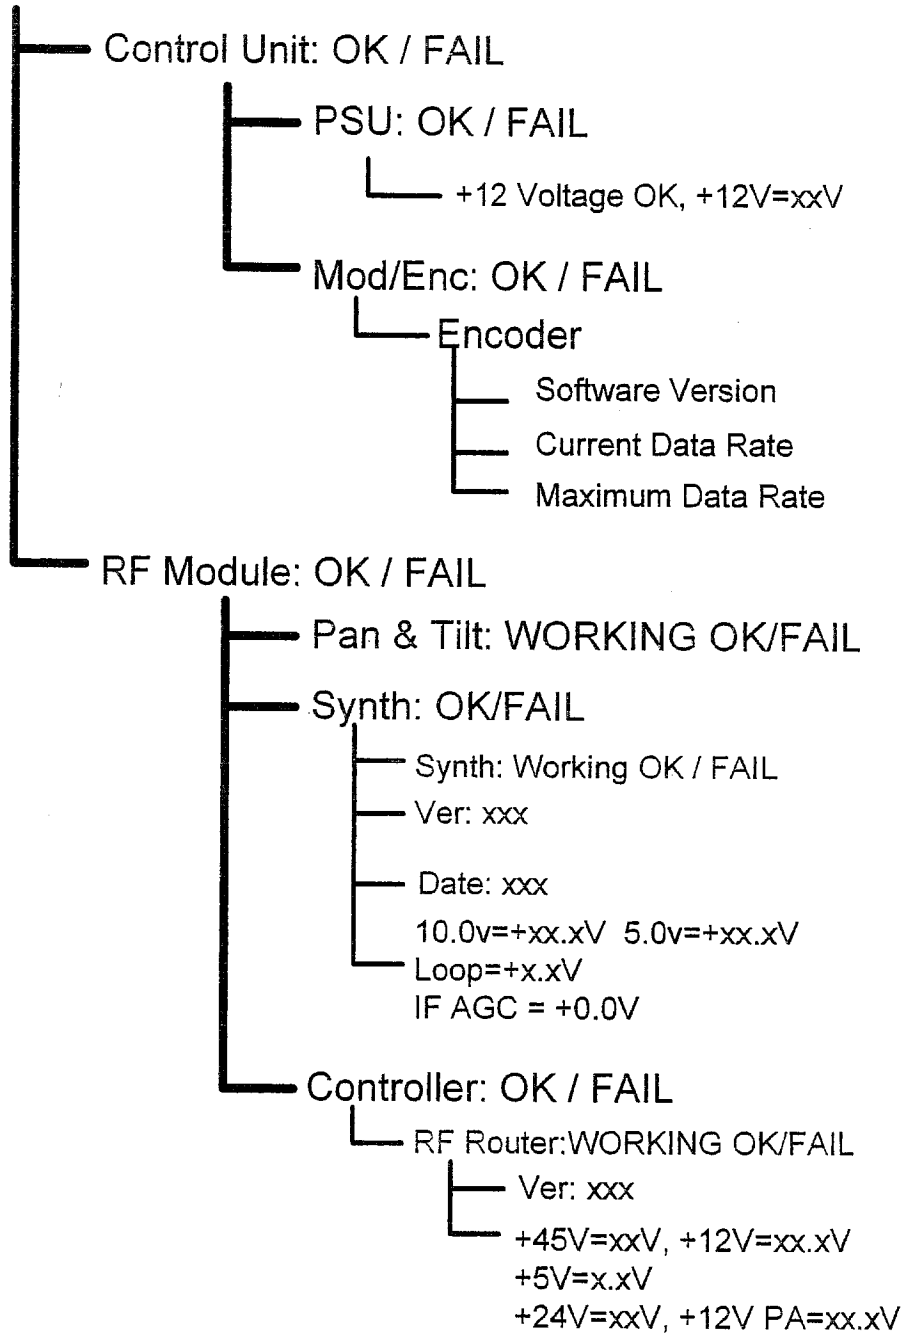 Control Unit: OK / FAIL
PSU: OK / FAIL
+12 Voltage OK, +12V=xxV
Mod/Enc: OK / FAIL
Encoder
Software Version
Current Data Rate
Maximum Data Rate
RF Module: OK / FAIL
Pan & Tilt: WORKING OK/FAIL
Synth: OK/FAIL
Synth: Working OK / FAIL
Ver: xxx
Date: xxx
10.0v=+xx.xV 5.0v=+xx.xV
Loop=+x.xV
IF AGC = +0.0V
Controller: OK / FAIL
RF Router:WORKING OK/FAIL
Ver: xxx
+45V=xxV, +12V=xx.xV
+5V=x.xV
+24V=xxV, +12V PA=xx.xV